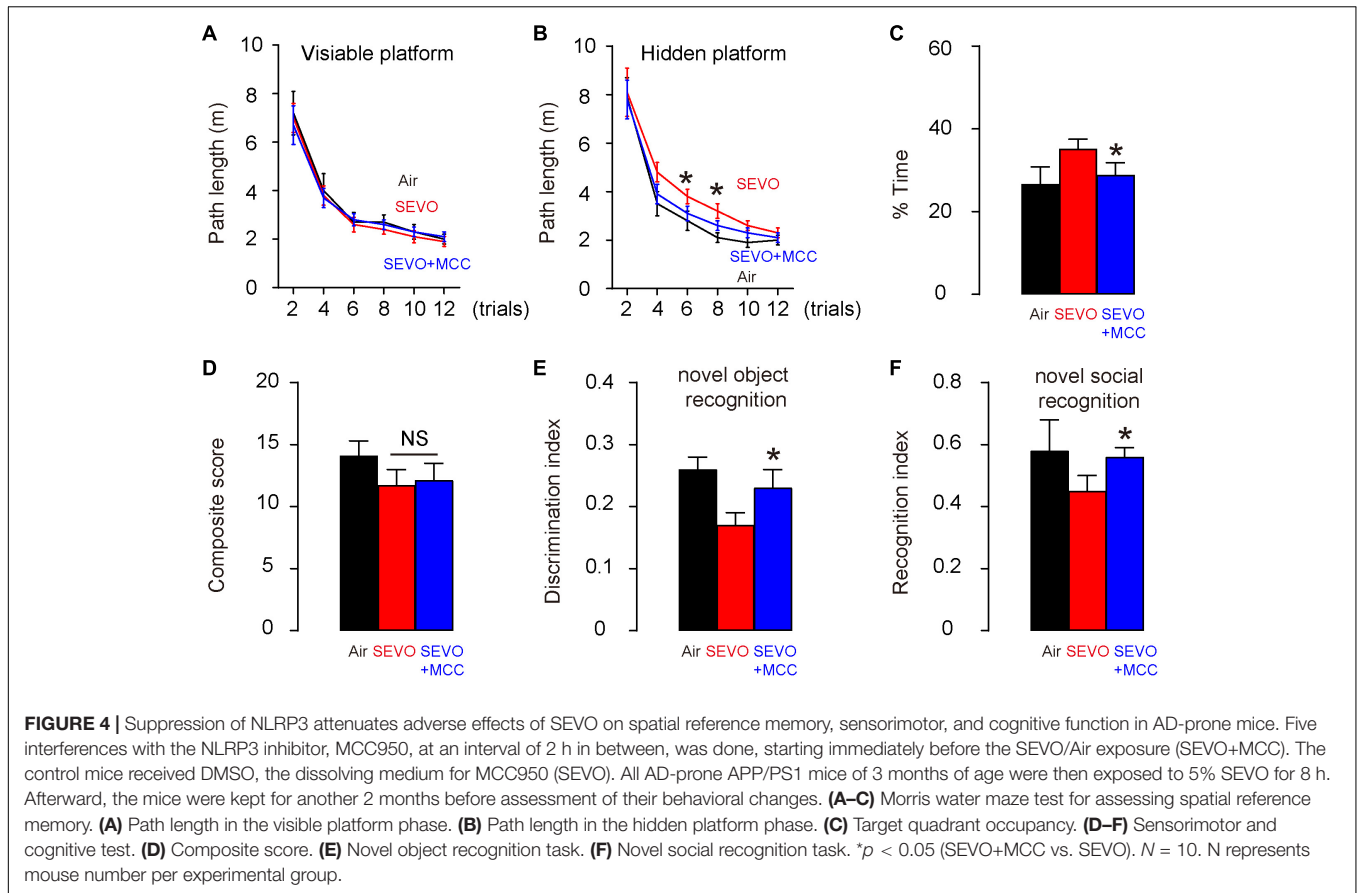 A
Visiable platform
Path length (m)
10
8
6
4
2
0
Air
SEVO
SEVO+MCC
2 4 6 8 10 12 (trials)
B
Hidden platform
Path length (m)
10
8
6
4
2
0
*
*
SEVO
SEVO+MCC
Air
2 4 6 8 10 12 (trials)
C
% Time
60
40
20
0
*
Air SEVO SEVO
+MCC
D
Composite score
20
15
10
5
0
NS
Air SEVO SEVO
+MCC
E
novel object
recognition
Discrimination index
0.4
0.3
0.2
0.1
0
*
Air SEVO SEVO
+MCC
F
novel social
recognition
Recognition index
0.8
0.6
0.4
0.2
0
*
Air SEVO SEVO
+MCC
FIGURE 4 | Suppression of NLRP3 attenuates adverse effects of SEVO on spatial reference memory, sensorimotor, and cognitive function in AD-prone mice. Five
interferences with the NLRP3 inhibitor, MCC950, at an interval of 2 h in between, was done, starting immediately before the SEVO/Air exposure (SEVO+MCC). The
control mice received DMSO, the dissolving medium for MCC950 (SEVO). All AD-prone APP/PS1 mice of 3 months of age were then exposed to 5% SEVO for 8 h.
Afterward, the mice were kept for another 2 months before assessment of their behavioral changes. (A–C) Morris water maze test for assessing spatial reference
memory. (A) Path length in the visible platform phase. (B) Path length in the hidden platform phase. (C) Target quadrant occupancy. (D–F) Sensorimotor and
cognitive test. (D) Composite score. (E) Novel object recognition task. (F) Novel social recognition task. *p < 0.05 (SEVO+MCC vs. SEVO). N = 10. N represents
mouse number per experimental group.